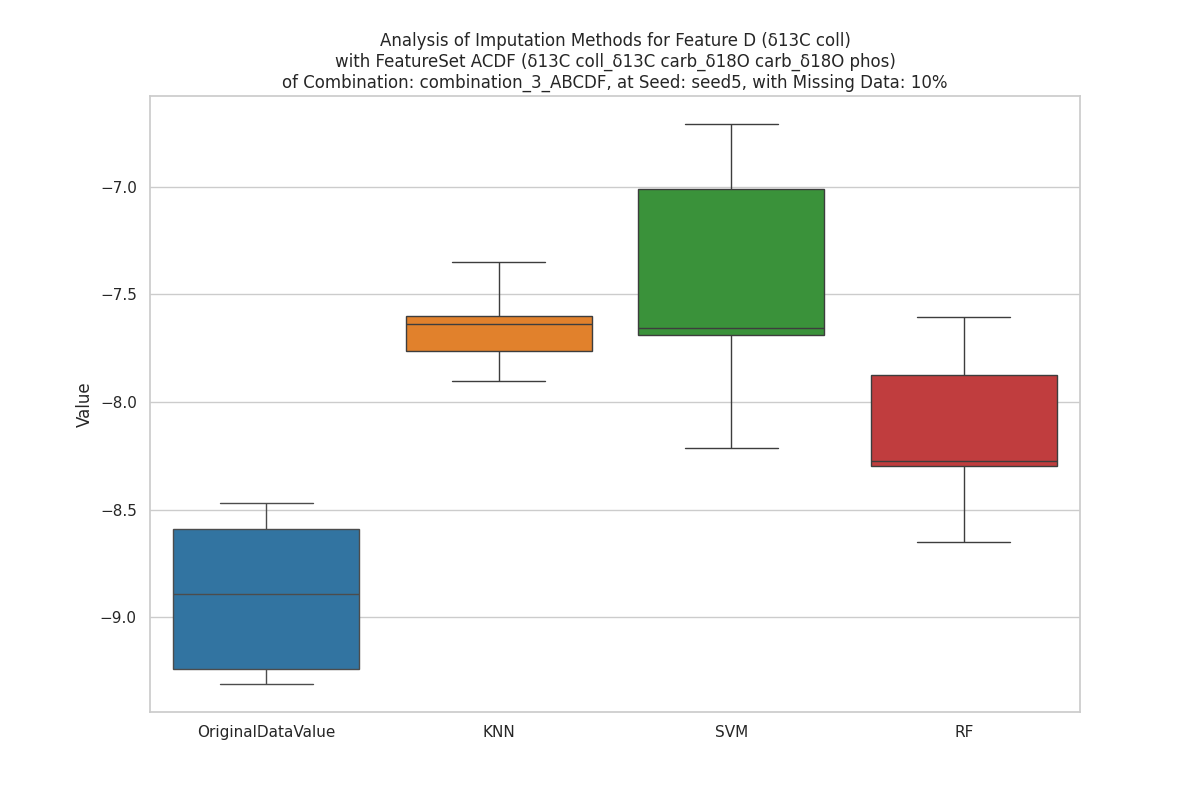 Analysis of Imputation Methods for Feature D (δ13C coll)
with FeatureSet ACDF (δ13C coll_δ13C carb_δ18O carb_δ18O phos)
of Combination: combination_3_ABCDF, at Seed: seed5, with Missing Data: 10%
Value
−7.0
−7.5
−8.0
−8.5
−9.0
OriginalDataValue
KNN
SVM
RF